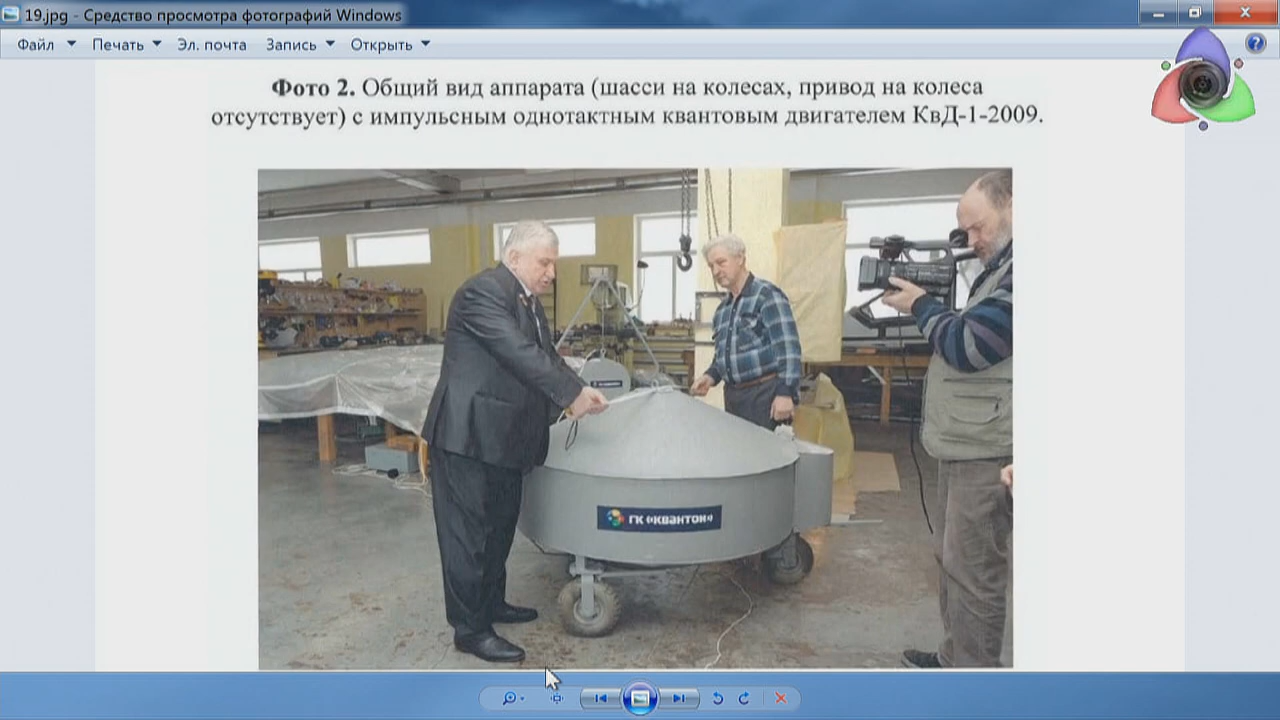 19.jpg - Средство просмотра фотографий Windows
Файл Печать Эл. почта Запись Открыть
Фото 2. Общий вид аппарата (шасси на колесах, привод на колеса
отсутствует) с импульсным однотактным квантовым двигателем КвД-1-2009.
ГК «КВАНТОН»